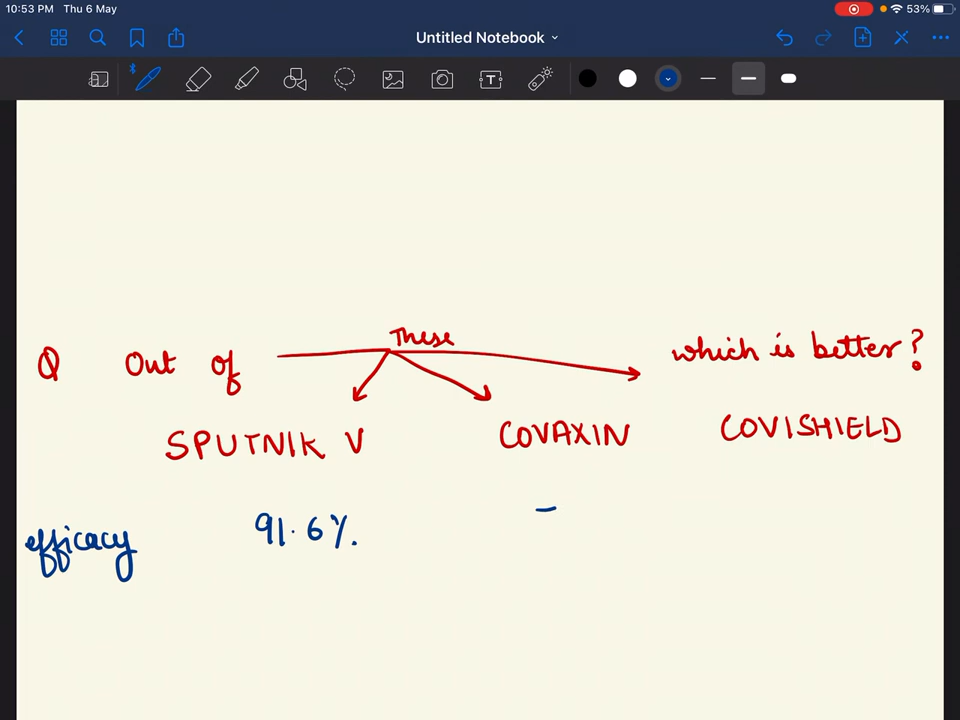 10:53 PM Thu 6 May
53%
Untitled Notebook
T
These
Q Out of which is better?
SPUTNIK V COVAXIN COVISHIELD
efficacy 91.6%.